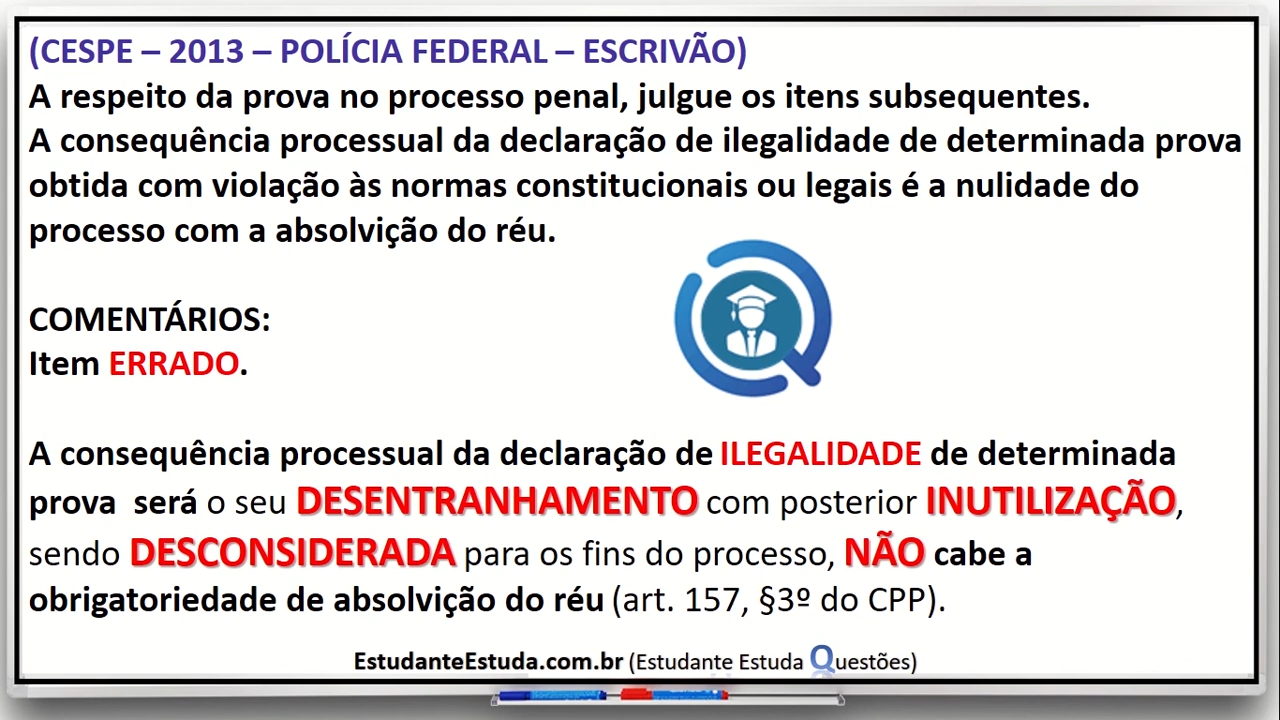 (CESPE – 2013 – POLÍCIA FEDERAL – ESCRIVÃO)
A respeito da prova no processo penal, julgue os itens subsequentes.
A consequência processual da declaração de ilegalidade de determinada prova
obtida com violação às normas constitucionais ou legais é a nulidade do
processo com a absolvição do réu.
COMENTÁRIOS:
Item ERRADO.
A consequência processual da declaração de ILEGALIDADE de determinada
prova será o seu DESENTRANHAMENTO com posterior INUTILIZAÇÃO,
sendo DESCONSIDERADA para os fins do processo, NÃO cabe a
obrigatoriedade de absolvição do réu (art. 157, §3º do CPP).
EstudanteEstuda.com.br (Estudante Estuda Questões)